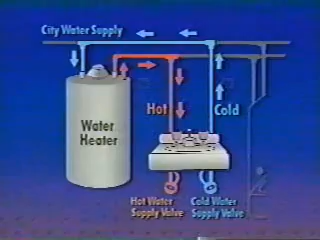 City Water Supply
Hot
Cold
Water
Heater
Hot Water
Supply Valve
Cold Water
Supply Valve